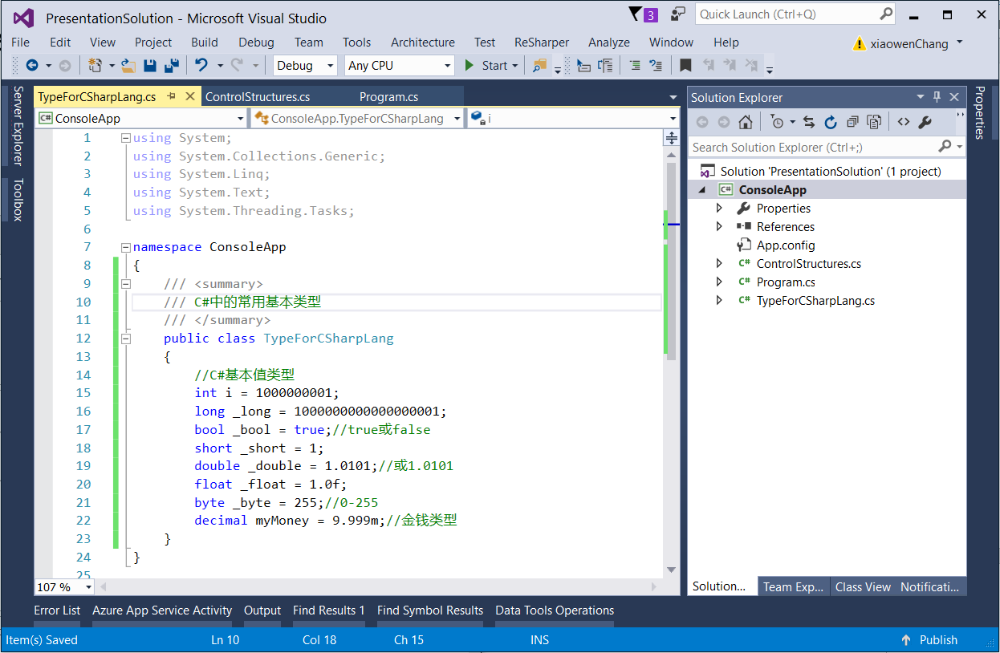 PresentationSolution - Microsoft Visual Studio
3
Quick Launch (Ctrl+Q)
File Edit View Project Build Debug Team Tools Architecture Test ReSharper Analyze Window Help
xiaowenChang
Debug Any CPU Start
Server Explorer
Toolbox
TypeForCSharpLang.cs ControlStructures.cs Program.cs
C# ConsoleApp ConsoleApp.TypeForCSharpLang i
1 using System;
2 using System.Collections.Generic;
3 using System.Linq;
4 using System.Text;
5 using System.Threading.Tasks;
6
7 namespace ConsoleApp
8 {
9 /// <summary>
10 /// C#中的常用基本类型
11 /// </summary>
12 public class TypeForCSharpLang
13 {
14 //C#基本值类型
15 int i = 1000000001;
16 long _long = 1000000000000000001;
17 bool _bool = true;//true或false
18 short _short = 1;
19 double _double = 1.0101;//或1.0101
20 float _float = 1.0f;
21 byte _byte = 255;//0-255
22 decimal myMoney = 9.999m;//金钱类型
23 }
24 }
25
107 %
Solution Explorer
Search Solution Explorer (Ctrl+;)
Solution 'PresentationSolution' (1 project)
C# ConsoleApp
Properties
References
App.config
C# ControlStructures.cs
C# Program.cs
C# TypeForCSharpLang.cs
Solution... Team Exp... Class View Notificati...
Properties
Error List Azure App Service Activity Output Find Results 1 Find Symbol Results Data Tools Operations
Item(s) Saved Ln 10 Col 18 Ch 15 INS Publish